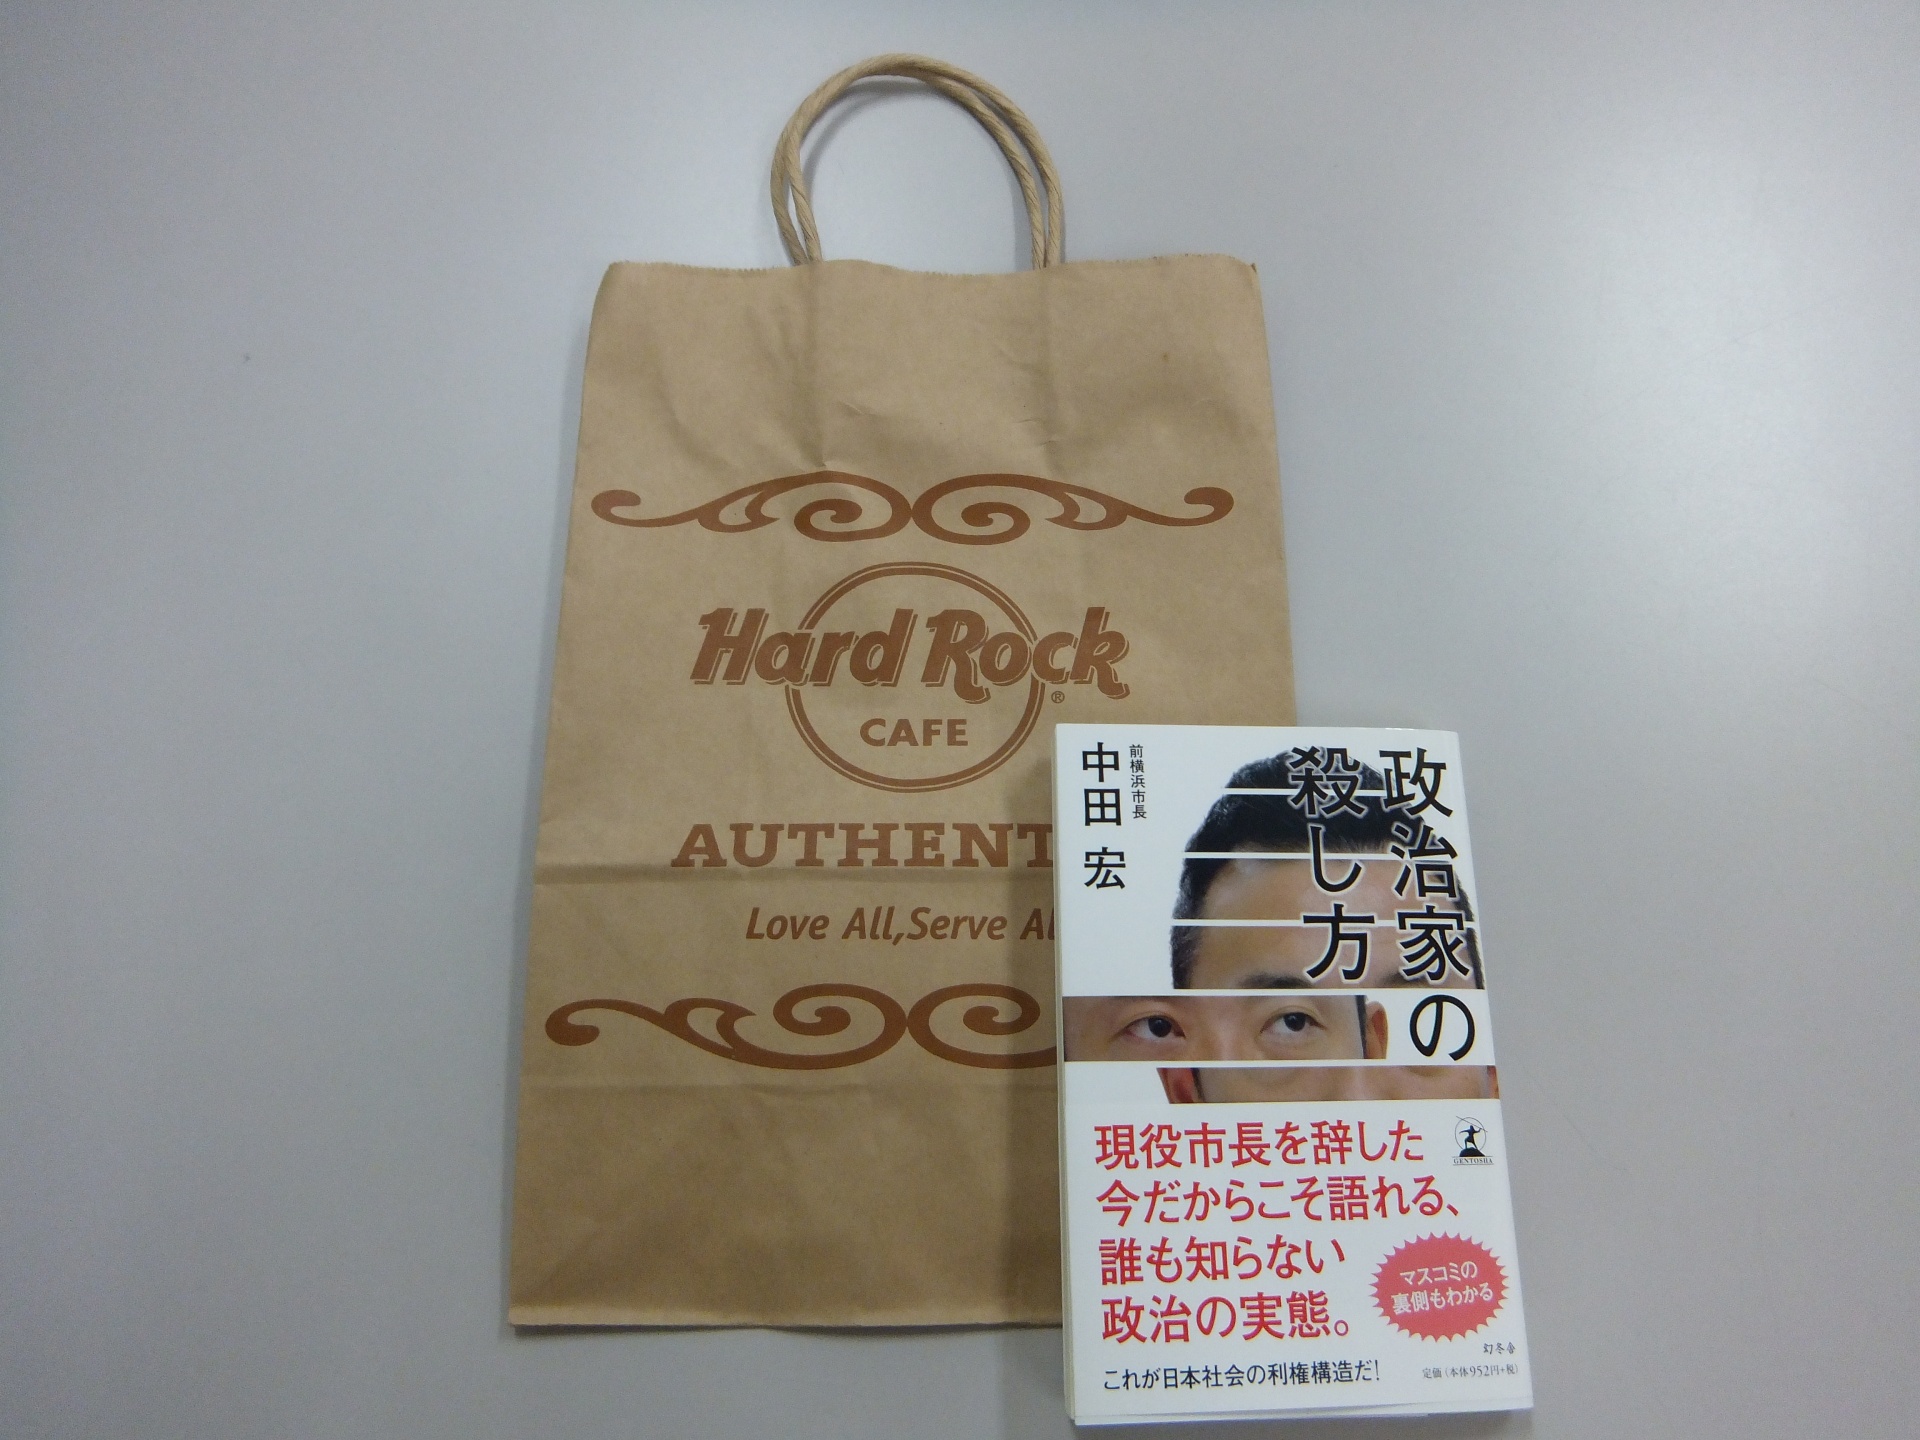 Hard Rock
®
CAFE
AUTHENT
Love All,Serve Al
政治家の
殺し方
前横浜市長
中田 宏
現役市長を辞した
今だからこそ語れる、
誰も知らない
政治の実態。
マスコミの
裏側もわかる
これが日本社会の利権構造だ!
GENTOSHA
幻冬舎
定価（本体952円+税）